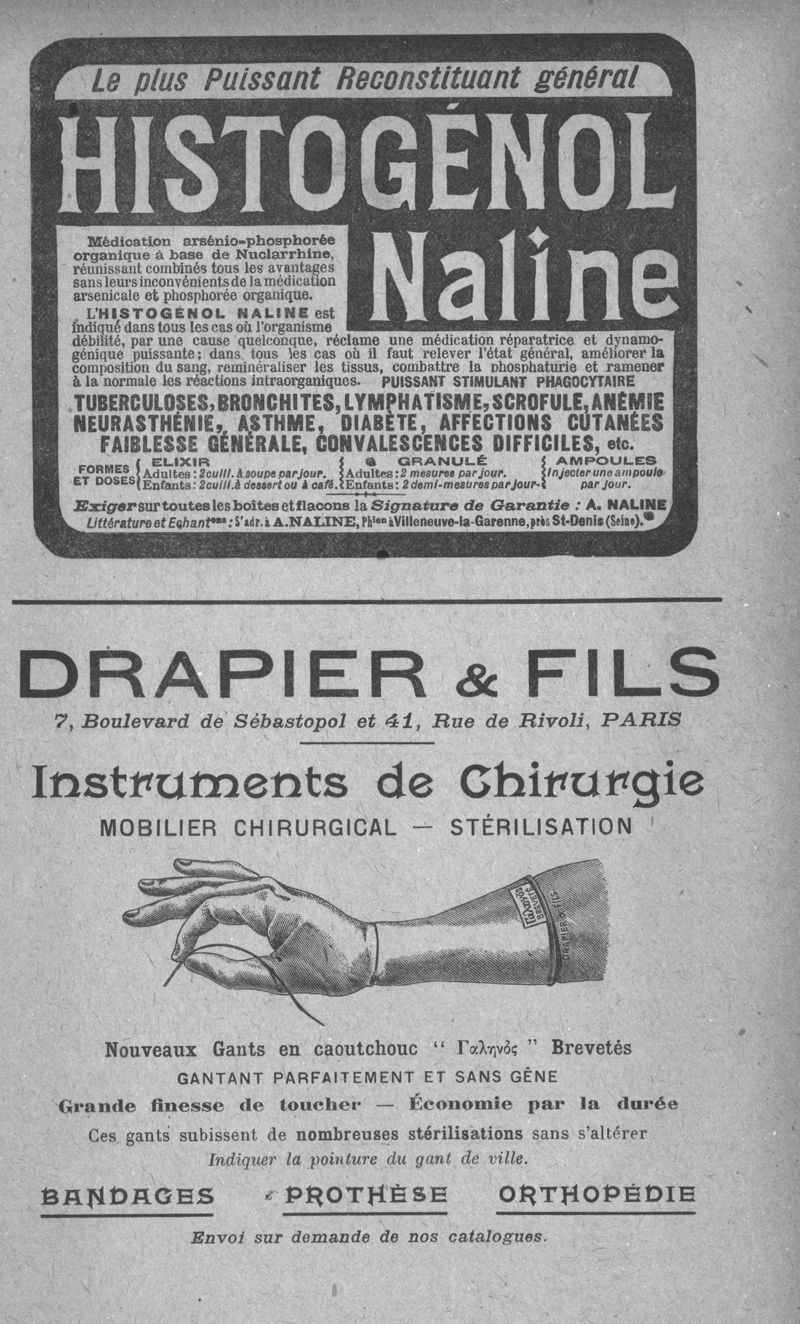 Le plus Puissant Reconstituant général
HISTOGÉNOL
Naline
Médication arsénio-phosphorée
organique à base de Nuclarrhine,
réunissant combinés tous les avantages
sans leurs inconvénients de la médication
arsenicale et phosphorée organique.
L'HISTOGÉNOL NALINE est
indiqué dans tous les cas où l'organisme
débilité, par une cause quelconque, réclame une médication réparatrice et dynamo-
génique puissante; dans tous les cas où il faut relever l'état général, améliorer la
composition du sang, reminéraliser les tissus, combattre la phosphaturie et ramener
à la normale les réactions intraorganiques. PUISSANT STIMULANT PHAGOCYTAIRE
TUBERCULOSES, BRONCHITES, LYMPHATISME, SCROFULE, ANÉMIE
NEURASTHÉNIE, ASTHME, DIABÈTE, AFFECTIONS CUTANÉES
FAIBLESSE GÉNÉRALE, CONVALESCENCES DIFFICILES, etc.
FORMES ET DOSES
ELIXIR
Adultes: 2 cuill. à soupe par jour.
Enfants: 2 cuill. à dessert ou à café.
GRANULÉ
Adultes: 2 mesures par jour.
Enfants: 2 demi-mesures par jour
AMPOULES
Injecter une ampoule
par jour.
Exiger sur toutes les boîtes et flacons la Signature de Garantie : A. NALINE
Littérature et Echantons : S'adr. à A. NALINE, Phien à Villeneuve-la-Garenne, près St-Denis (Seine).
DRAPIER & FILS
7, Boulevard de Sébastopol et 41, Rue de Rivoli, PARIS
Instruments de Chirurgie
MOBILIER CHIRURGICAL — STÉRILISATION
BREVETÉ
DRAPIER & FILS
Nouveaux Gants en caoutchouc “ Γαληνὸς ” Brevetés
GANTANT PARFAITEMENT ET SANS GÊNE
Grande finesse de toucher — Économie par la durée
Ces gants subissent de nombreuses stérilisations sans s'altérer
Indiquer la pointure du gant de ville.
BANDAGES PROTHÈSE ORTHOPÉDIE
Envoi sur demande de nos catalogues.